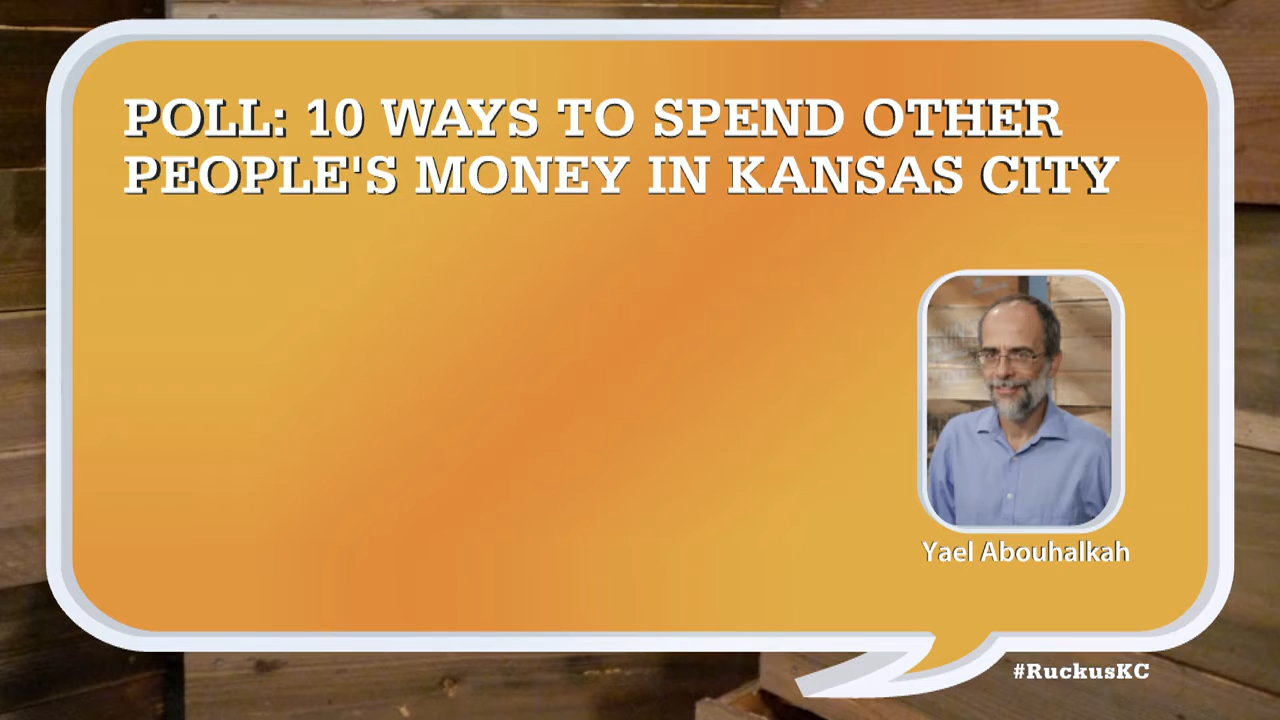 POLL: 10 WAYS TO SPEND OTHER
PEOPLE'S MONEY IN KANSAS CITY
Yael Abouhalkah
#RuckusKC